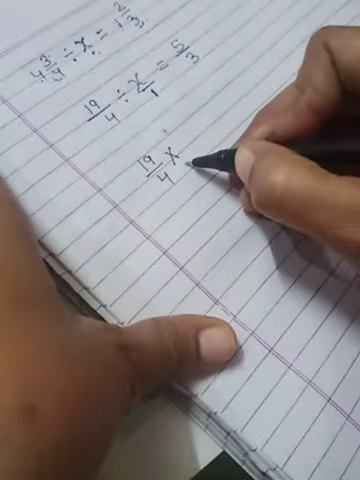 4 3/4 ÷ x = 1 2/3
19/4 ÷ x/1 = 5/3
19/4 x